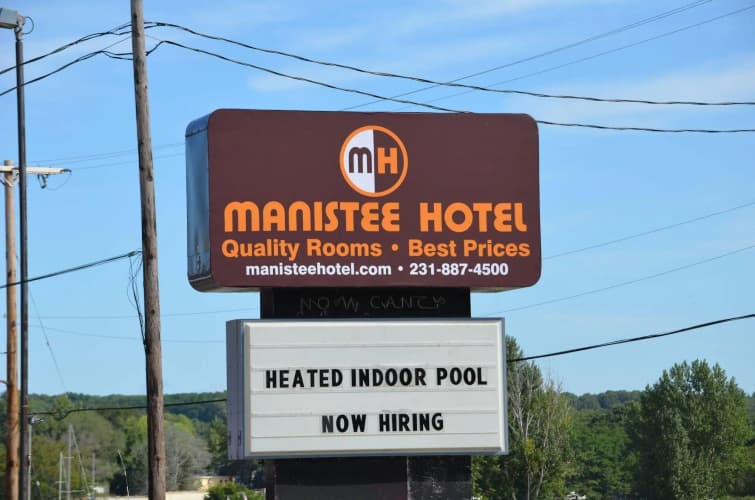 mH
MANISTEE HOTEL
Quality Rooms • Best Prices
manisteehotel.com • 231-887-4500
HEATED INDOOR POOL
NOW HIRING